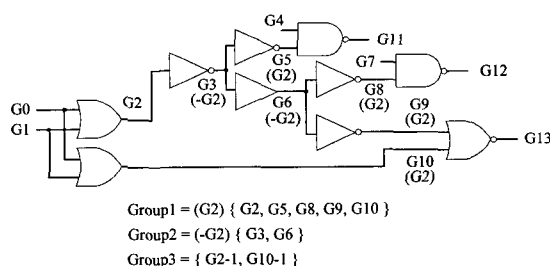 G4
G11
G5
(G2)
G3
(-G2)
G7
G12
G6
(-G2)
G8
(G2)
G2
G0
G1
G9
(G2)
G13
G10
(G2)
Group1 = (G2) { G2, G5, G8, G9, G10 }
Group2 = (-G2) { G3, G6 }
Group3 = { G2-1, G10-1 }